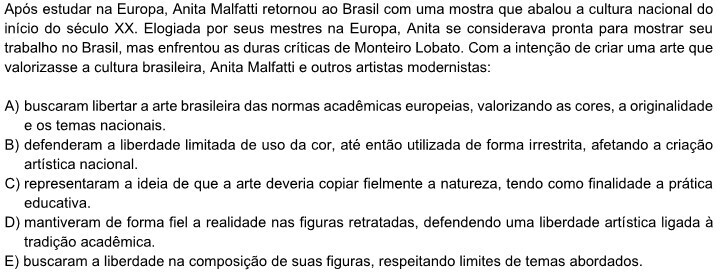 Após estudar na Europa, Anita Malfatti retornou ao Brasil com uma mostra que abalou a cultura nacional do
início do século XX. Elogiada por seus mestres na Europa, Anita se considerava pronta para mostrar seu
trabalho no Brasil, mas enfrentou as duras críticas de Monteiro Lobato. Com a intenção de criar uma arte que
valorizasse a cultura brasileira, Anita Malfatti e outros artistas modernistas:
A) buscaram libertar a arte brasileira das normas acadêmicas europeias, valorizando as cores, a originalidade
e os temas nacionais.
B) defenderam a liberdade limitada de uso da cor, até então utilizada de forma irrestrita, afetando a criação
artística nacional.
C) representaram a ideia de que a arte deveria copiar fielmente a natureza, tendo como finalidade a prática
educativa.
D) mantiveram de forma fiel a realidade nas figuras retratadas, defendendo uma liberdade artística ligada à
tradição acadêmica.
E) buscaram a liberdade na composição de suas figuras, respeitando limites de temas abordados.